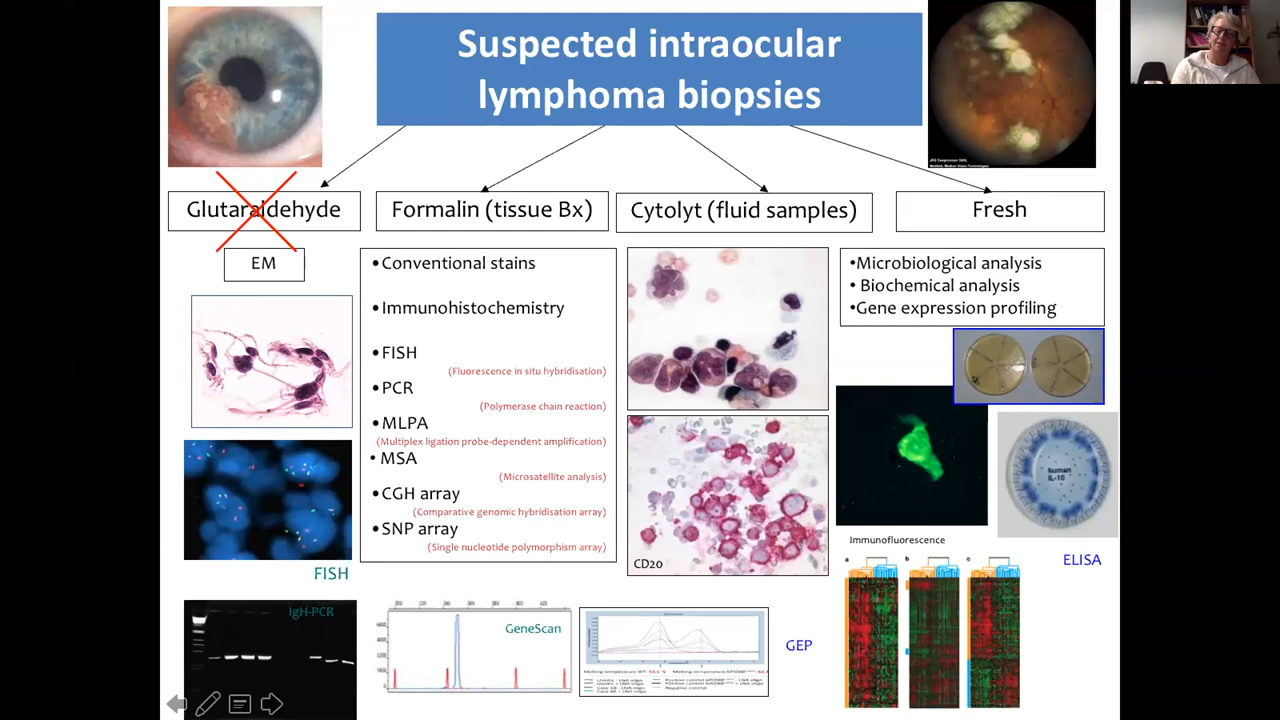 Suspected intraocular
lymphoma biopsies
Glutaraldehyde
Formalin (tissue Bx)
Cytolyt (fluid samples)
Fresh
EM
•Conventional stains
•Immunohistochemistry
•FISH
(Fluorescence in situ hybridisation)
•PCR
(Polymerase chain reaction)
•MLPA
(Multiplex ligation probe-dependent amplification)
• MSA
(Microsatellite analysis)
•CGH array
(Comparative genomic hybridisation array)
•SNP array
(Single nucleotide polymorphism array)
•Microbiological analysis
• Biochemical analysis
•Gene expression profiling
human
IL-10
CD20
Immunofluorescence
ELISA
FISH
IgH-PCR
GeneScan
GEP
a
b
c